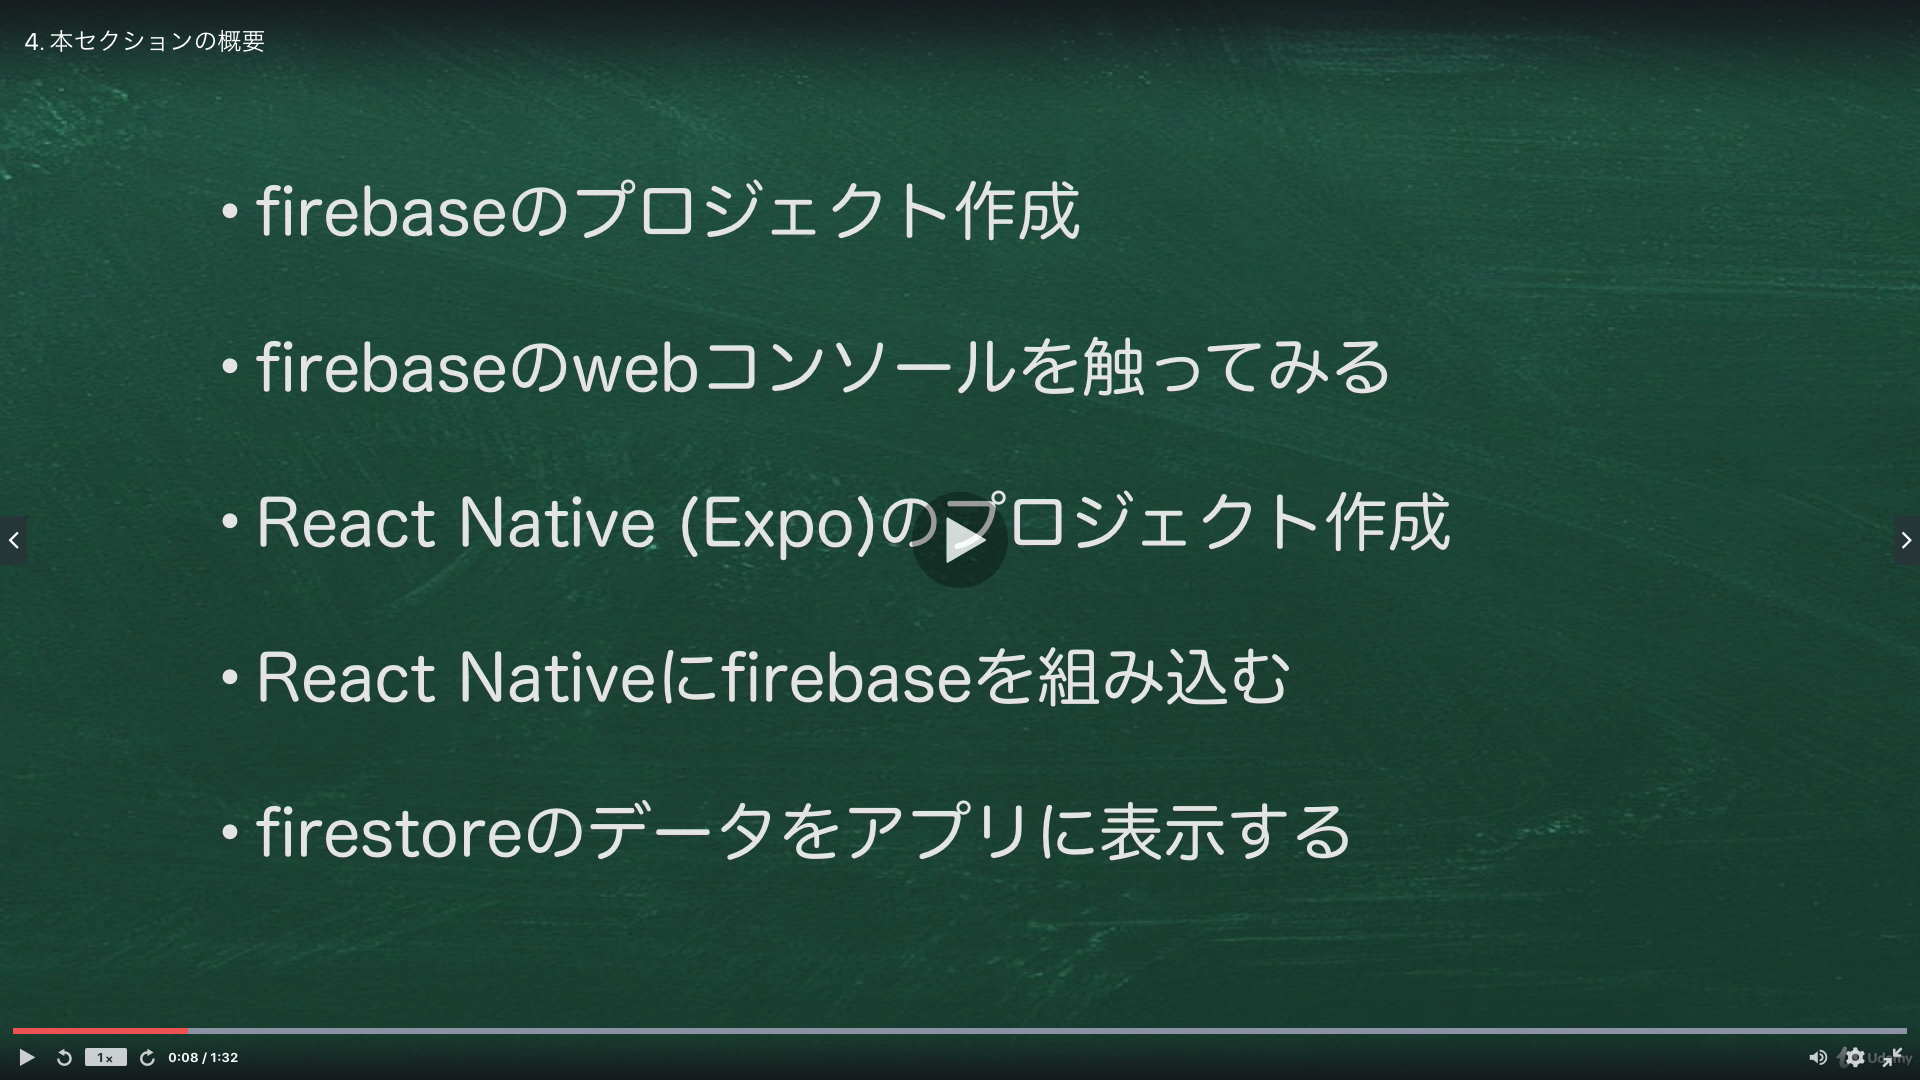 4. 本セクションの概要
• firebaseのプロジェクト作成
• firebaseのwebコンソールを触ってみる
• React Native (Expo)のプロジェクト作成
• React Nativeにfirebaseを組み込む
• firestoreのデータをアプリに表示する
1x 0:08 / 1:32
Udemy